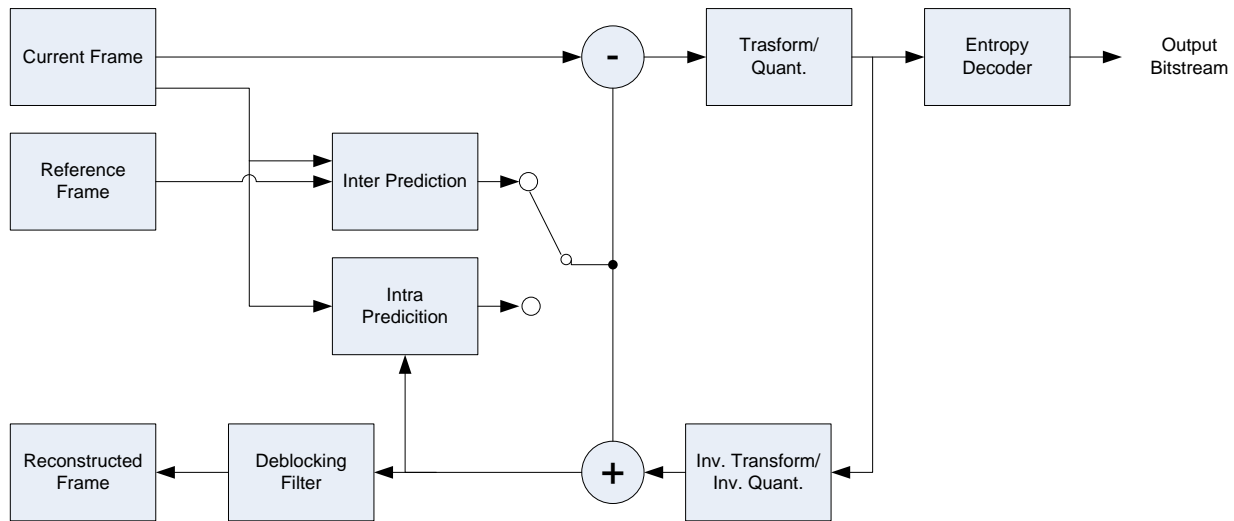 Current Frame
-
Trasform/
Quant.
Entropy
Decoder
Output
Bitstream
Reference
Frame
Inter Prediction
Intra
Predicition
Reconstructed
Frame
Deblocking
Filter
+
Inv. Transform/
Inv. Quant.